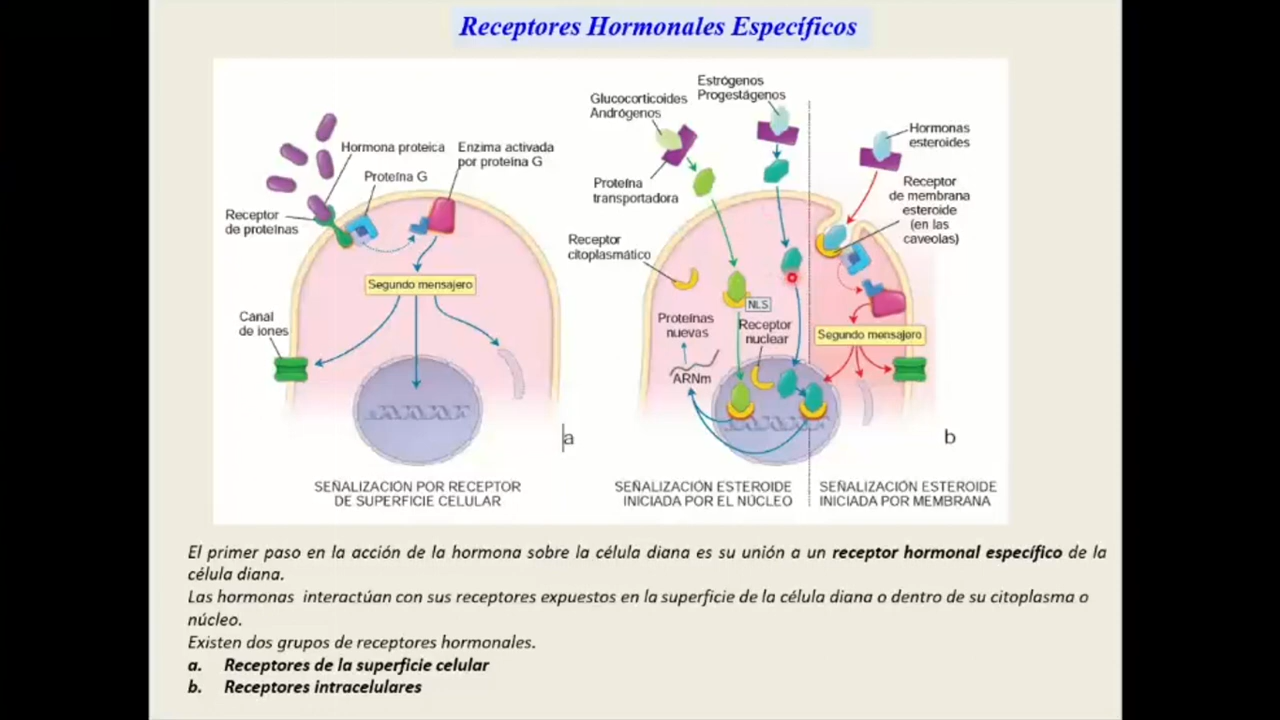 Receptores Hormonales Específicos
Hormona proteica
Enzima activada
por proteína G
Proteína G
Receptor
de proteínas
Segundo mensajero
Canal
de iones
a
SEÑALIZACIÓN POR RECEPTOR
DE SUPERFICIE CELULAR
Estrógenos
Progestágenos
Glucocorticoides
Andrógenos
Proteína
transportadora
Receptor
citoplasmático
NLS
Proteínas
nuevas
Receptor
nuclear
ARNm
Hormonas
esteroides
Receptor
de membrana
esteroide
(en las
caveolas)
Segundo mensajero
b
SEÑALIZACIÓN ESTEROIDE
INICIADA POR EL NÚCLEO
SEÑALIZACIÓN ESTEROIDE
INICIADA POR MEMBRANA
El primer paso en la acción de la hormona sobre la célula diana es su unión a un receptor hormonal específico de la
célula diana.
Las hormonas interactúan con sus receptores expuestos en la superficie de la célula diana o dentro de su citoplasma o
núcleo.
Existen dos grupos de receptores hormonales.
a. Receptores de la superficie celular
b. Receptores intracelulares